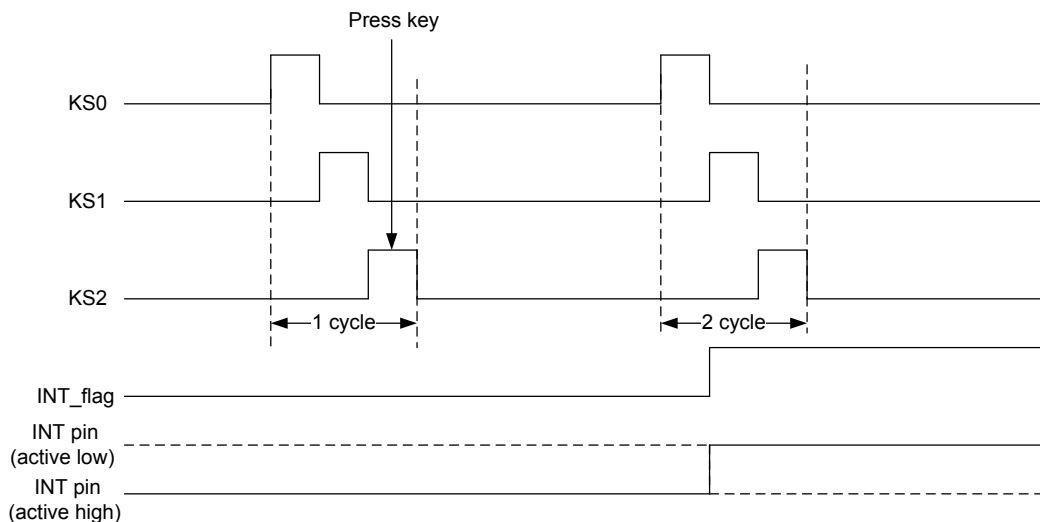 Press key
KS0
KS1
KS2
1 cycle
2 cycle
INT_flag
INT pin
(active low)
INT pin
(active high)